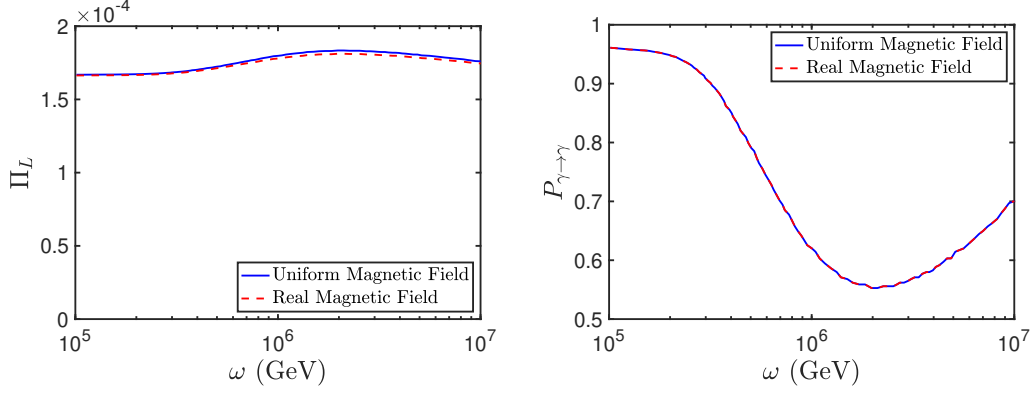 ×10⁻⁴
2
1.5
1
0.5
0
Π_L
10⁵
10⁶
10⁷
ω (GeV)
Uniform Magnetic Field
Real Magnetic Field
1
0.9
0.8
0.7
0.6
0.5
P_γ→γ
10⁵
10⁶
10⁷
ω (GeV)
Uniform Magnetic Field
Real Magnetic Field